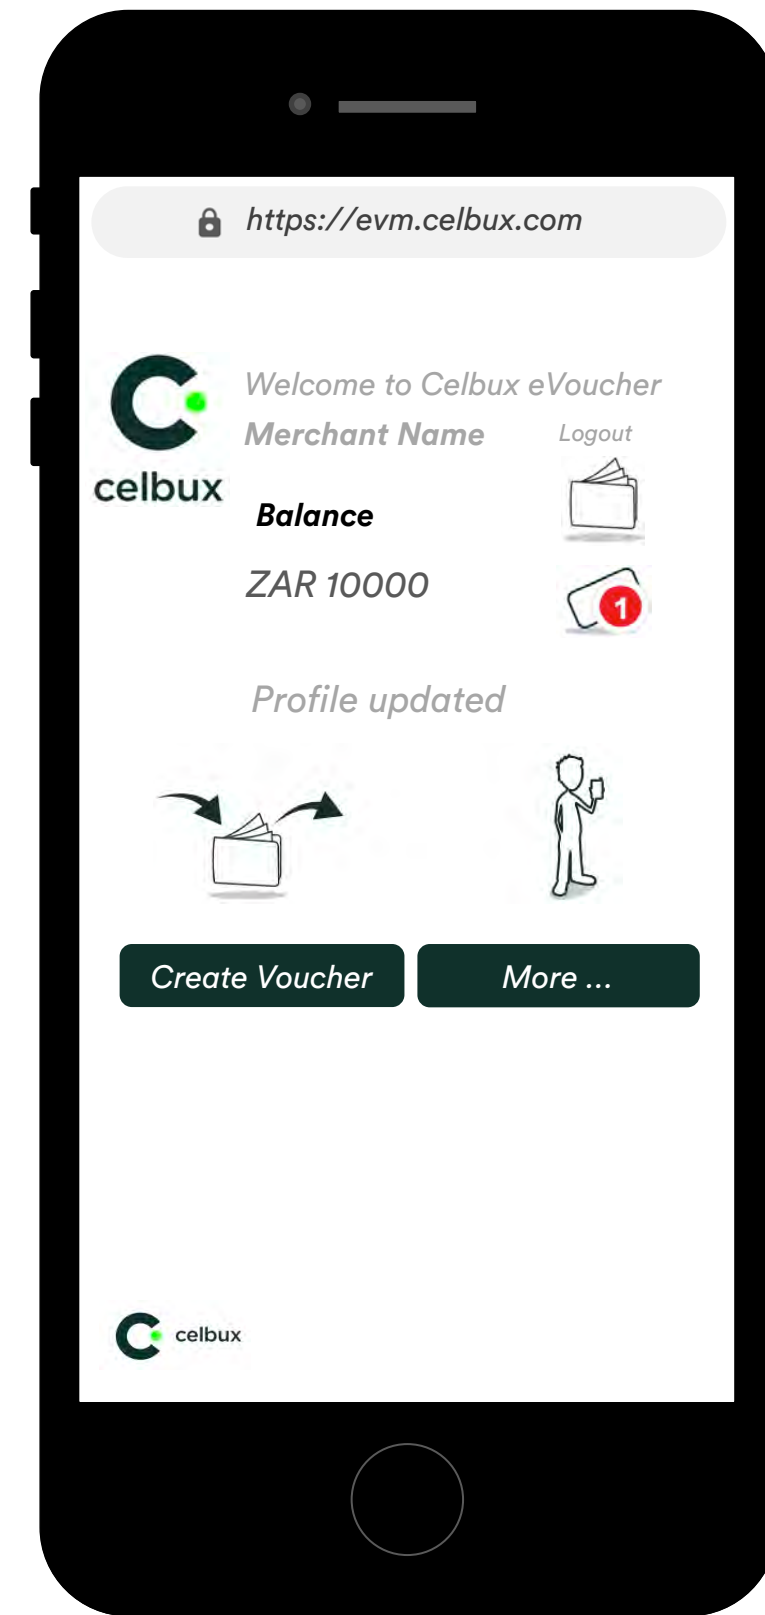 https://evm.celbux.com
Welcome to Celbux eVoucher
Merchant Name
Logout
celbux
Balance
ZAR 10000
1
Profile updated
Create Voucher
More ...
celbux